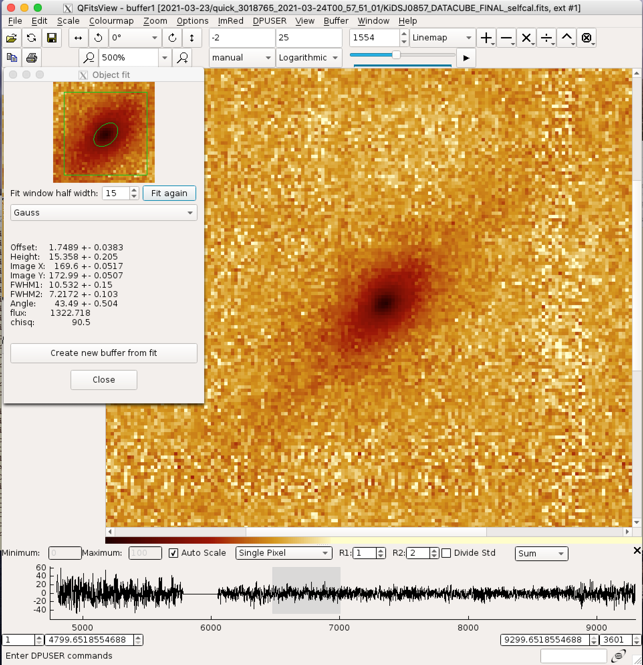 QFitsView - buffer1 [2021-03-23/quick_3018765_2021-03-24T00_57_51_01/KiDSJ0857_DATACUBE_FINAL_selfcal.fits, ext #1]
File Edit Scale Colourmap Zoom Options ImRed DPUSER View Buffer Window Help
0° -2 25 1554 Linemap
500% manual Logarithmic
Object fit
Fit window half width: 15 Fit again
Gauss
Offset: 1.7489 +- 0.0383
Height: 15.358 +- 0.205
Image X: 169.6 +- 0.0517
Image Y: 172.99 +- 0.0507
FWHM1: 10.532 +- 0.15
FWHM2: 7.2172 +- 0.103
Angle: 43.49 +- 0.504
flux: 1322.718
chisq: 90.5
Create new buffer from fit
Close
Minimum: 0 Maximum: 100 Auto Scale Single Pixel R1: 1 R2: 2 Divide Std Sum
60
40
20
0
-20
-40
5000 6000 7000 8000 9000
1 4799.6518554688 9299.6518554688 3601
Enter DPUSER commands